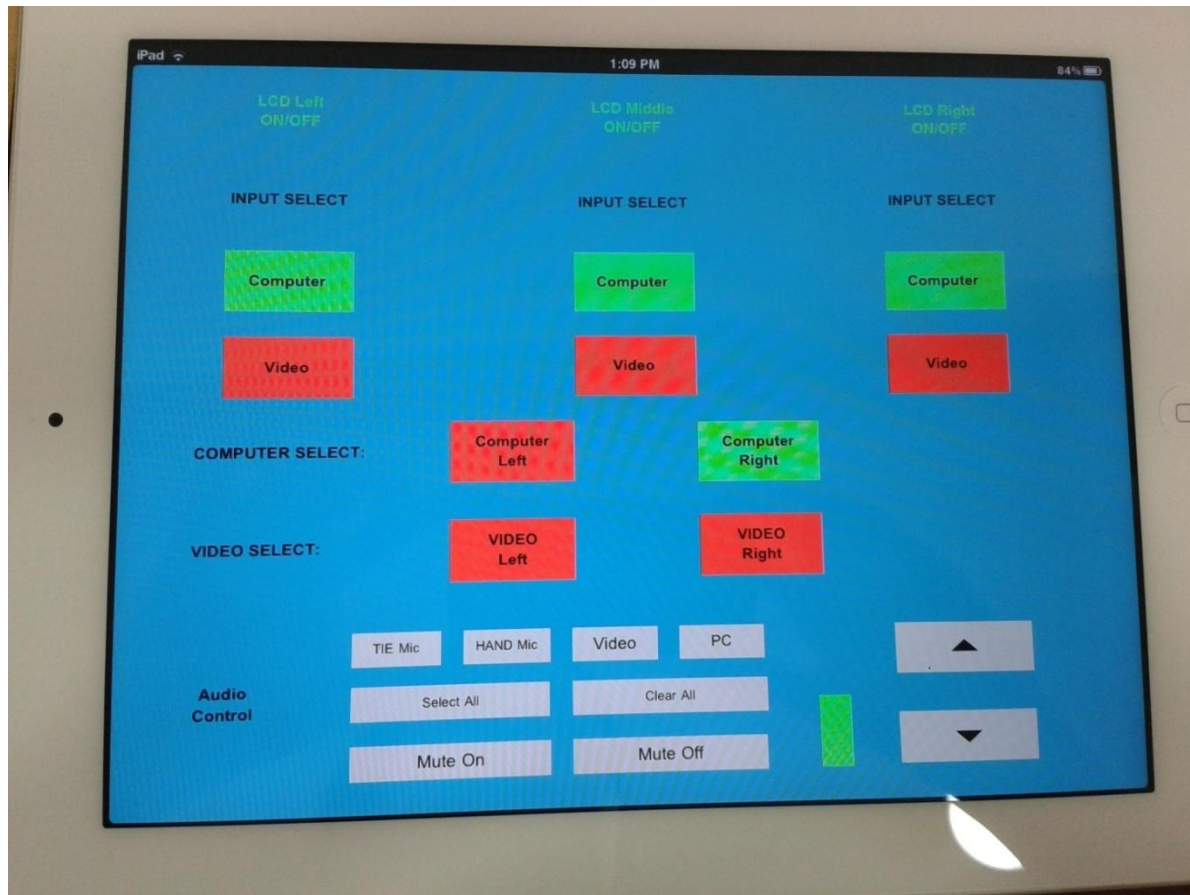 iPad 1:09 PM 84%
LCD Left LCD Middle LCD Right
ON/OFF ON/OFF ON/OFF
INPUT SELECT INPUT SELECT INPUT SELECT
Computer Computer Computer
Video Video Video
COMPUTER SELECT:
Computer
Left
Computer
Right
VIDEO SELECT:
VIDEO
Left
VIDEO
Right
TIE Mic HAND Mic Video PC
Audio
Control
Select All Clear All
Mute On Mute Off